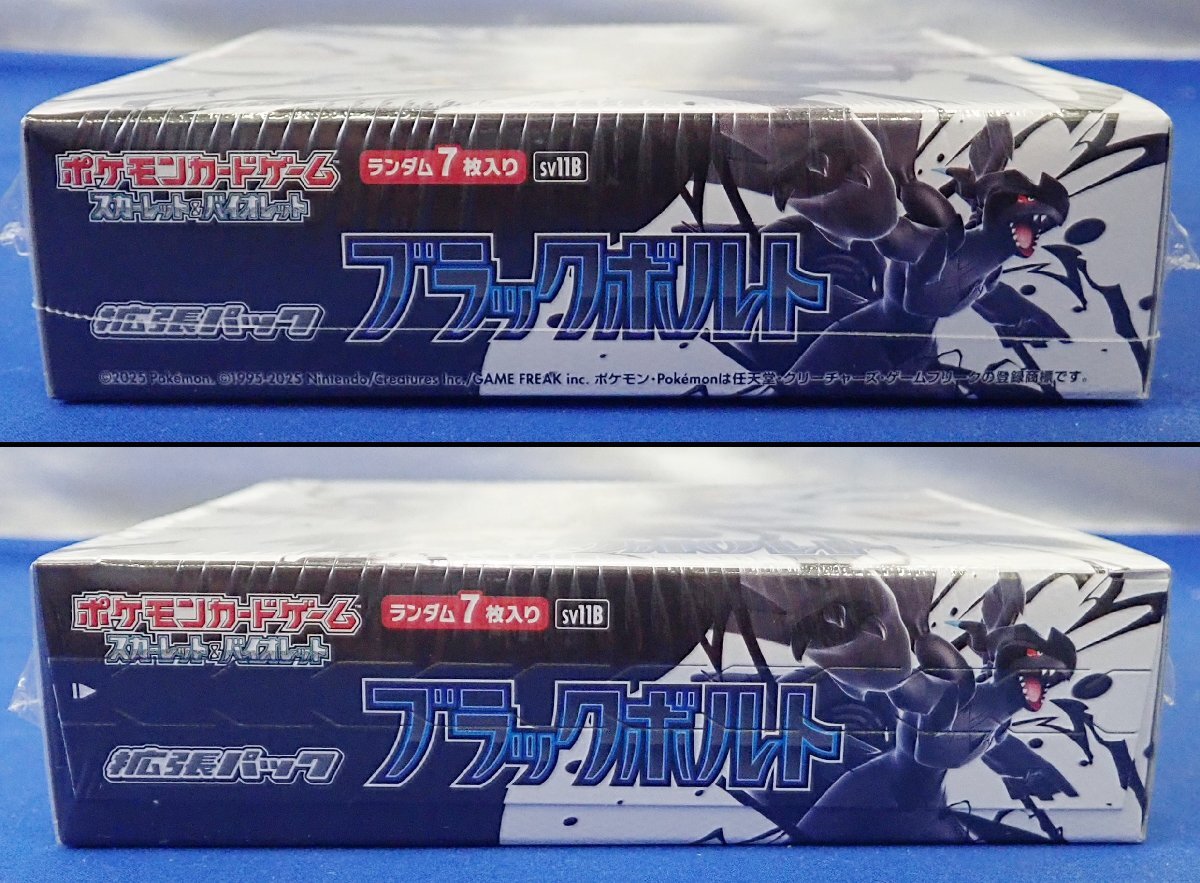 ポケモンカードゲーム
スカーレット&バイオレット
ランダム7枚入り
sv11B
ブラックボルト
拡張パック
©2025 Pokémon. ©1995-2025 Nintendo/Creatures Inc./GAME FREAK inc. ポケモン・Pokémonは任天堂・クリーチャーズ・ゲームフリークの登録商標です。
ポケモンカードゲーム
スカーレット&バイオレット
ランダム7枚入り
sv11B
ブラックボルト
拡張パック